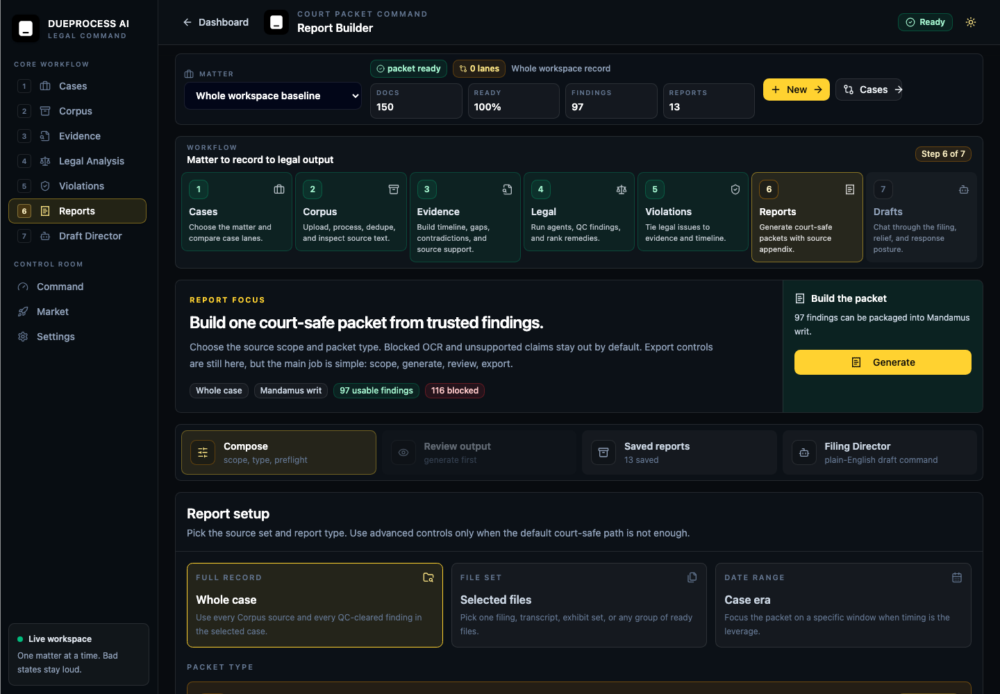 DUEPROCESS AI
LEGAL COMMAND
CORE WORKFLOW
1 Cases
2 Corpus
3 Evidence
4 Legal Analysis
5 Violations
6 Reports
7 Draft Director
CONTROL ROOM
Command
Market
Settings
Live workspace
One matter at a time. Bad
states stay loud.
Dashboard
COURT PACKET COMMAND
Report Builder
Ready
MATTER
Whole workspace baseline
packet ready
0 lanes
Whole workspace record
DOCS
150
READY
100%
FINDINGS
97
REPORTS
13
New
Cases
WORKFLOW
Matter to record to legal output
Step 6 of 7
1
Cases
Choose the matter and
compare case lanes.
2
Corpus
Upload, process, dedupe,
and inspect source text.
3
Evidence
Build timeline, gaps,
contradictions, and
source support.
4
Legal
Run agents, QC findings,
and rank remedies.
5
Violations
Tie legal issues to
evidence and timeline.
6
Reports
Generate court-safe
packets with source
appendix.
7
Drafts
Chat through the filing,
relief, and response
posture.
REPORT FOCUS
Build one court-safe packet from trusted findings.
Choose the source scope and packet type. Blocked OCR and unsupported claims stay out by default. Export controls
are still here, but the main job is simple: scope, generate, review, export.
Whole case
Mandamus writ
97 usable findings
116 blocked
Build the packet
97 findings can be packaged into Mandamus
writ.
Generate
Compose
scope, type, preflight
Review output
generate first
Saved reports
13 saved
Filing Director
plain-English draft command
Report setup
Pick the source set and report type. Use advanced controls only when the default court-safe path is not enough.
FULL RECORD
Whole case
Use every Corpus source and every QC-cleared finding in
the selected case.
FILE SET
Selected files
Pick one filing, transcript, exhibit set, or any group of ready
files.
DATE RANGE
Case era
Focus the packet on a specific window when timing is the
leverage.
PACKET TYPE